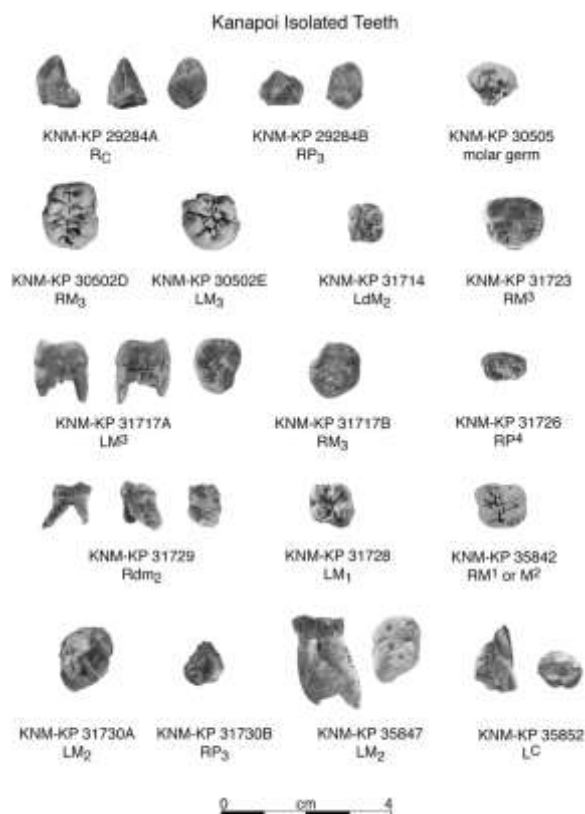 Kanapoi Isolated Teeth
KNM-KP 29284A KNM-KP 29284B KNM-KP 30505
RC RP3 molar germ
KNM-KP 30502D KNM-KP 30502E KNM-KP 31714 KNM-KP 31723
RM3 LM3 LdM2 RM3
KNM-KP 31717A KNM-KP 31717B KNM-KP 31726
LM3 RM3 RP4
KNM-KP 31729 KNM-KP 31728 KNM-KP 35842
Rdm2 LM1 RM1 or M2
KNM-KP 31730A KNM-KP 31730B KNM-KP 35847 KNM-KP 35852
LM2 RP3 LM2 LC
0 cm 4